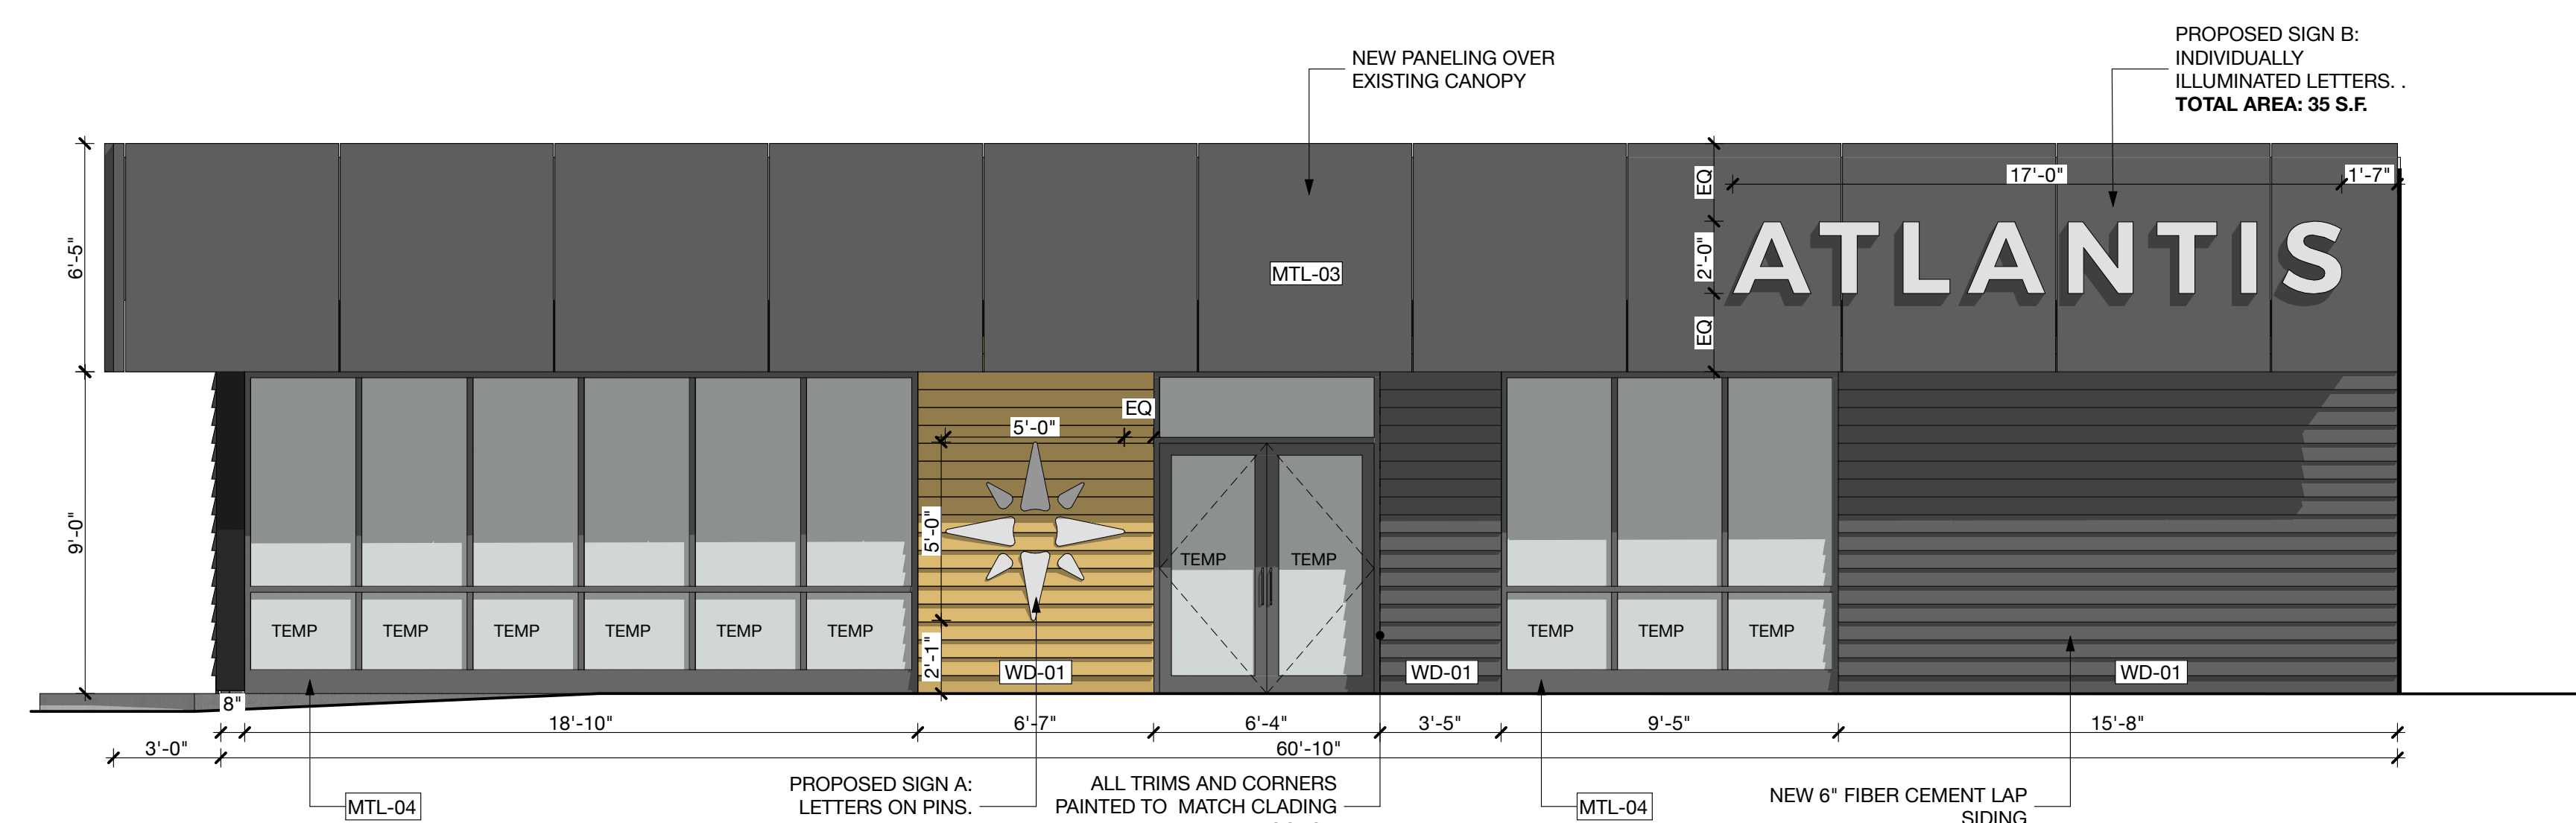 PROPOSED SIGN B:
INDIVIDUALLY
ILLUMINATED LETTERS. .
TOTAL AREA: 35 S.F.
NEW PANELING OVER
EXISTING CANOPY
6'-5"
9'-0"
MTL-03
EQ
2'-0"
EQ
17'-0"
1'-7"
ATLANTIS
EQ
5'-0"
5'-0"
2'-1"
TEMP
TEMP
TEMP
TEMP
TEMP
TEMP
TEMP
TEMP
TEMP
TEMP
TEMP
WD-01
WD-01
WD-01
8"
18'-10"
6'-7"
6'-4"
3'-5"
9'-5"
15'-8"
3'-0"
60'-10"
MTL-04
PROPOSED SIGN A:
LETTERS ON PINS.
ALL TRIMS AND CORNERS
PAINTED TO MATCH CLADING
MTL-04
NEW 6" FIBER CEMENT LAP
SIDING